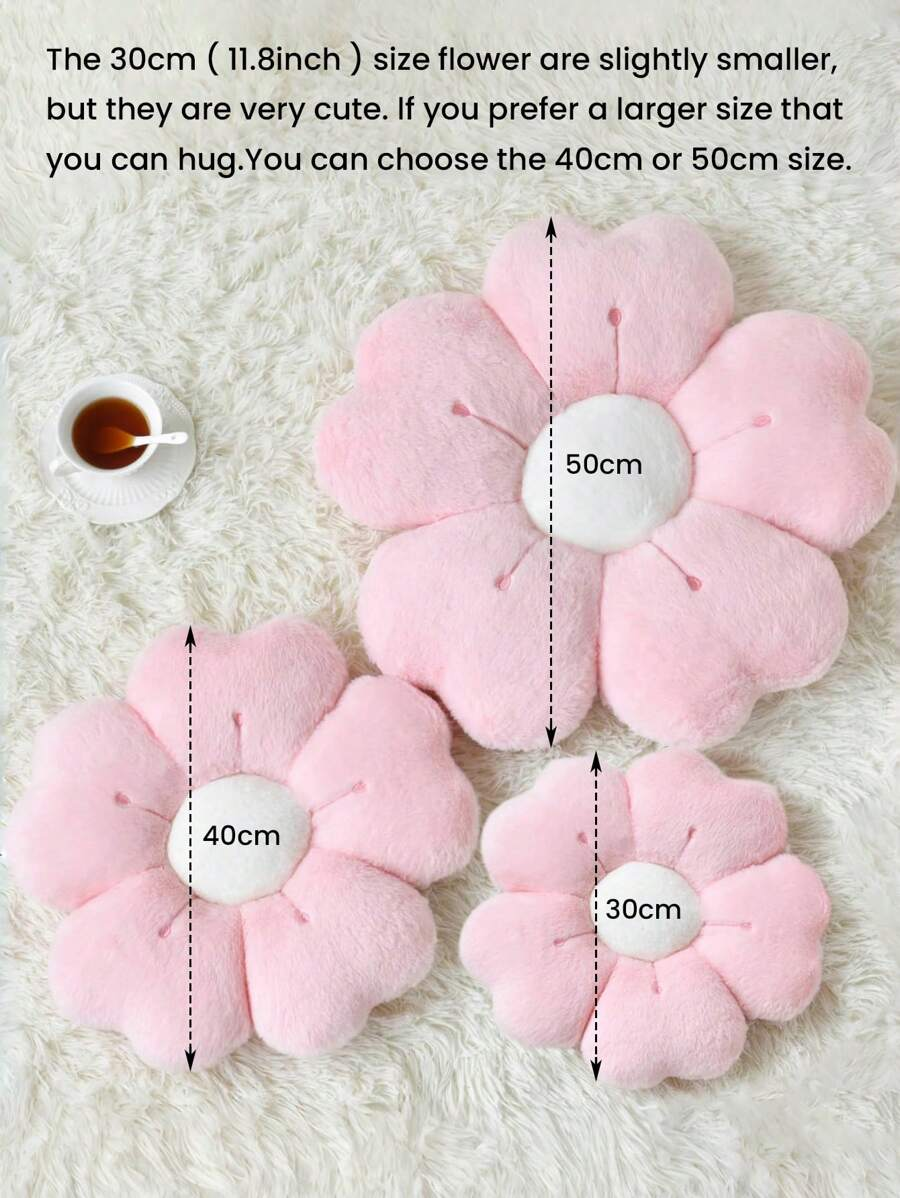 The 30cm ( 11.8inch ) size flower are slightly smaller,
but they are very cute. If you prefer a larger size that
you can hug.You can choose the 40cm or 50cm size.
50cm
40cm
30cm